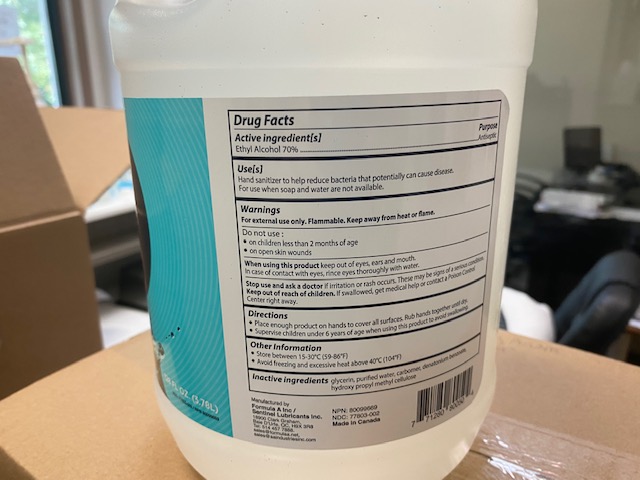 Drug Facts
Active ingredient[s] Purpose
Ethyl Alcohol 70% Antiseptic
Use[s]
Hand sanitizer to help reduce bacteria that potentially can cause disease.
For use when soap and water are not available.
Warnings
For external use only. Flammable. Keep away from heat or flame.
Do not use :
• on children less than 2 months of age
• on open skin wounds
When using this product keep out of eyes, ears and mouth.
In case of contact with eyes, rince eyes thoroughly with water.
Stop use and ask a doctor if irritation or rash occurs. These may be signs of a serious condition.
Keep out of reach of children. If swallowed, get medical help or contact a Poison Control
Center right away.
Directions
• Place enough product on hands to cover all surfaces. Rub hands together until dry.
• Supervise children under 6 years of age when using this product to avoid swallowing.
Other Information
• Store between 15-30°C (59-86°F)
• Avoid freezing and excessive heat above 40°C (104°F)
Inactive ingredients glycerin, purified water, carbomer, denatonium benzoate,
hydroxy propyl methyl cellulose
FL OZ. (3.78L)
Manufactured by
Formula A Inc /
Sentinel Lubricants Inc.
NPN: 80099669
NDC: 77803-002
Made in Canada